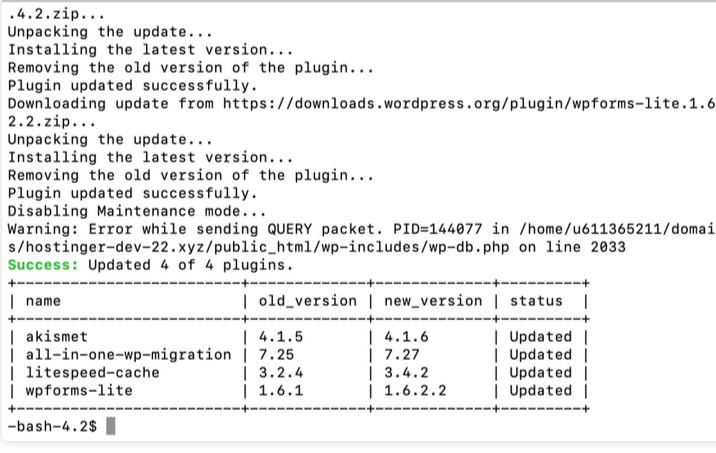 .4.2.zip...
Unpacking the update...
Installing the latest version...
Removing the old version of the plugin...
Plugin updated successfully.
Downloading update from https://downloads.wordpress.org/plugin/wpforms-lite.1.6
2.2.zip...
Unpacking the update...
Installing the latest version...
Removing the old version of the plugin...
Plugin updated successfully.
Disabling Maintenance mode...
Warning: Error while sending QUERY packet. PID=144077 in /home/u611365211/domai
s/hostinger-dev-22.xyz/public_html/wp-includes/wp-db.php on line 2033
Success: Updated 4 of 4 plugins.
+--------------------------+-------------+-------------+---------+
| name                     | old_version | new_version | status  |
+--------------------------+-------------+-------------+---------+
| akismet                  | 4.1.5       | 4.1.6       | Updated |
| all-in-one-wp-migration | 7.25        | 7.27        | Updated |
| litespeed-cache          | 3.2.4       | 3.4.2       | Updated |
| wpforms-lite             | 1.6.1       | 1.6.2.2     | Updated |
+--------------------------+-------------+-------------+---------+
-bash-4.2$